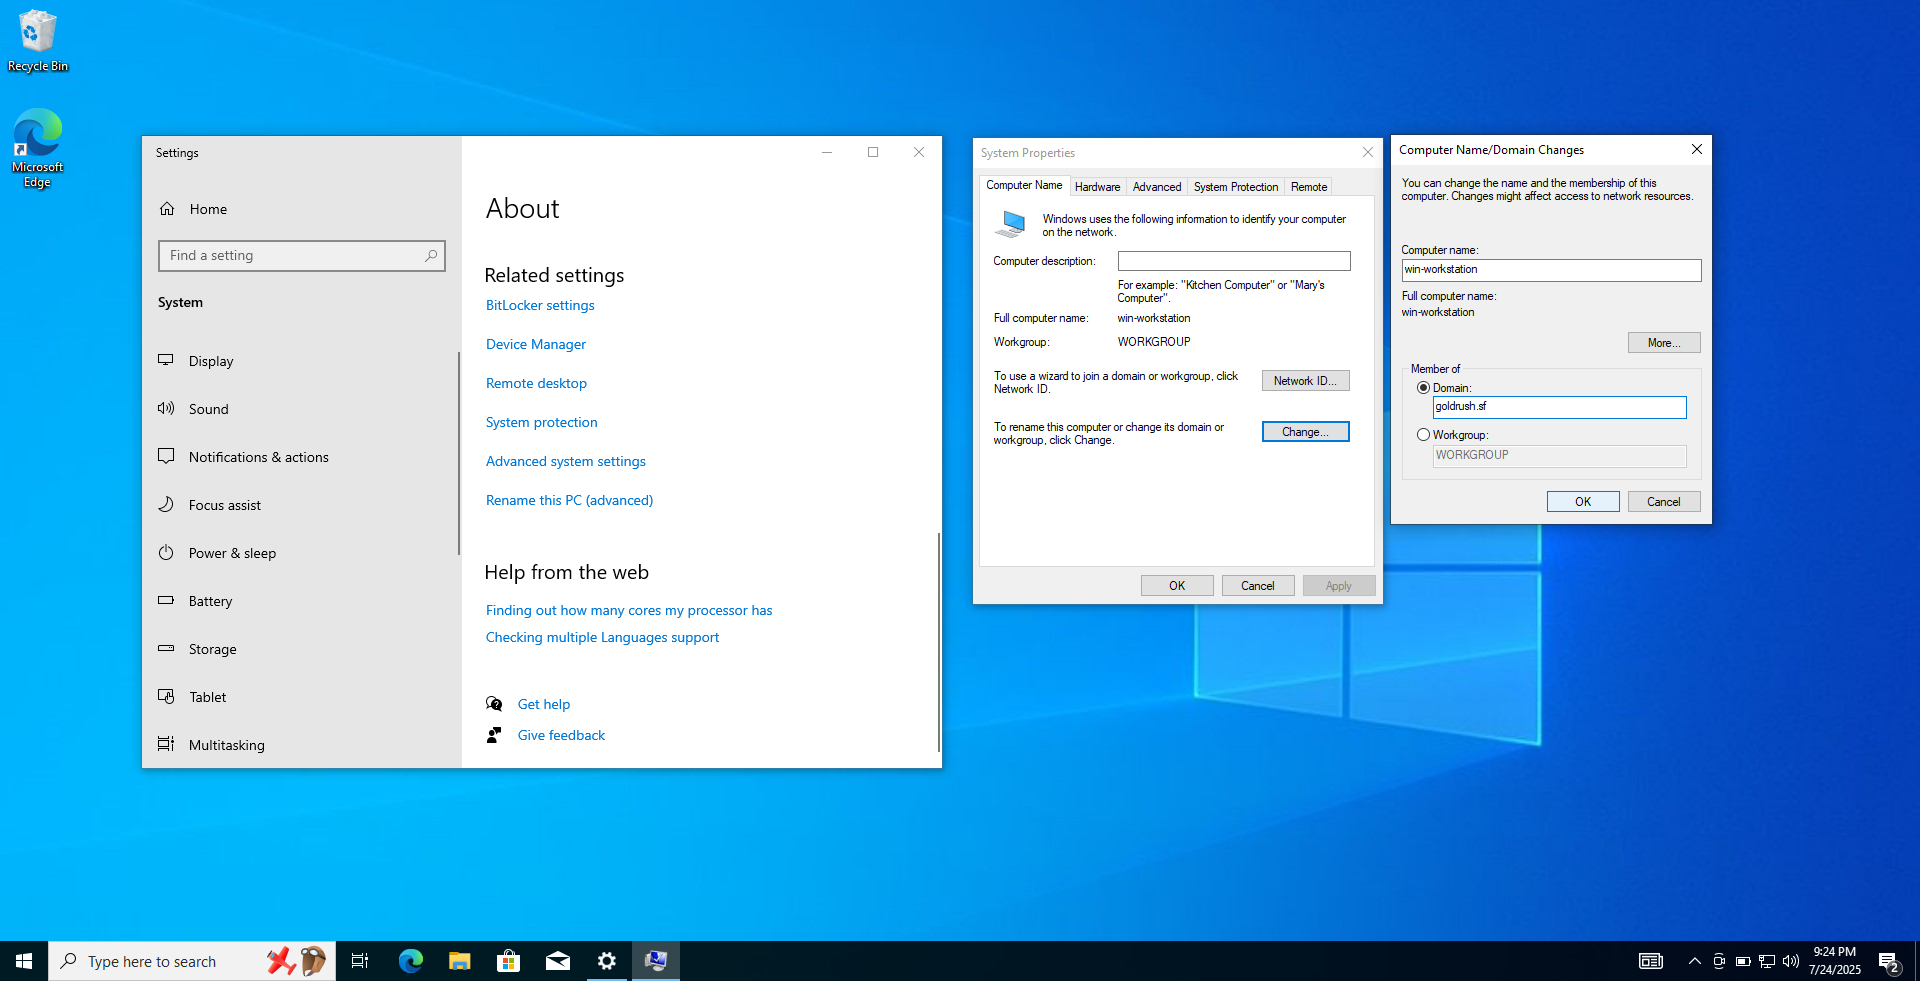 Recycle Bin
Microsoft
Edge
Settings
Home
Find a setting
System
Display
Sound
Notifications & actions
Focus assist
Power & sleep
Battery
Storage
Tablet
Multitasking
About
Related settings
BitLocker settings
Device Manager
Remote desktop
System protection
Advanced system settings
Rename this PC (advanced)
Help from the web
Finding out how many cores my processor has
Checking multiple Languages support
Get help
Give feedback
System Properties
Computer Name
Hardware
Advanced
System Protection
Remote
Windows uses the following information to identify your computer
on the network.
Computer description:
For example: "Kitchen Computer" or "Mary's
Computer".
Full computer name:
win-workstation
Workgroup:
WORKGROUP
To use a wizard to join a domain or workgroup, click
Network ID.
Network ID...
To rename this computer or change its domain or
workgroup, click Change.
Change...
OK
Cancel
Apply
Computer Name/Domain Changes
You can change the name and the membership of this
computer. Changes might affect access to network resources.
Computer name:
win-workstation
Full computer name:
win-workstation
More...
Member of
Domain:
goldrush.sf
Workgroup:
WORKGROUP
OK
Cancel
Type here to search
9:24 PM
7/24/2025
2